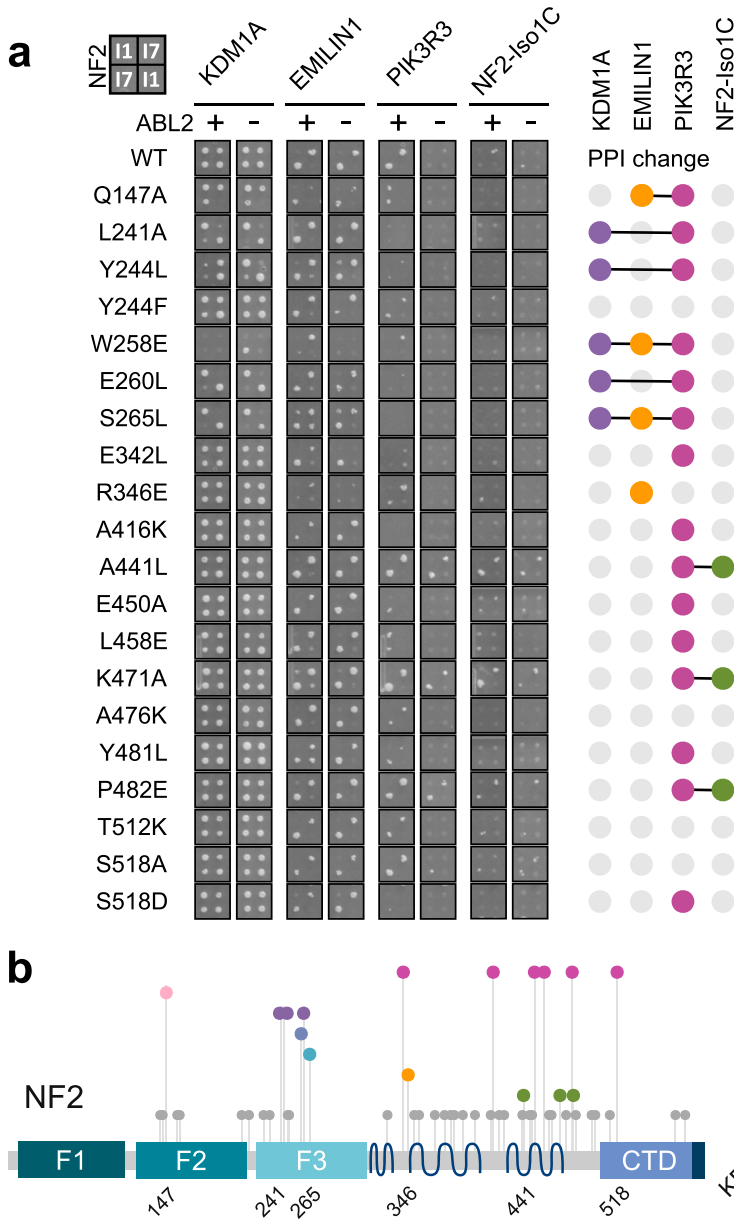 a
NF2
I1 I7
I7 I1
KDM1A EMILIN1 PIK3R3 NF2-Iso1C
KDM1A EMILIN1 PIK3R3 NF2-Iso1C
ABL2 + - + - + - + -
WT PPI change
Q147A
L241A
Y244L
Y244F
W258E
E260L
S265L
E342L
R346E
A416K
A441L
E450A
L458E
K471A
A476K
Y481L
P482E
T512K
S518A
S518D
b
NF2
F1 F2 F3 CTD
147 241 265 346 441 518